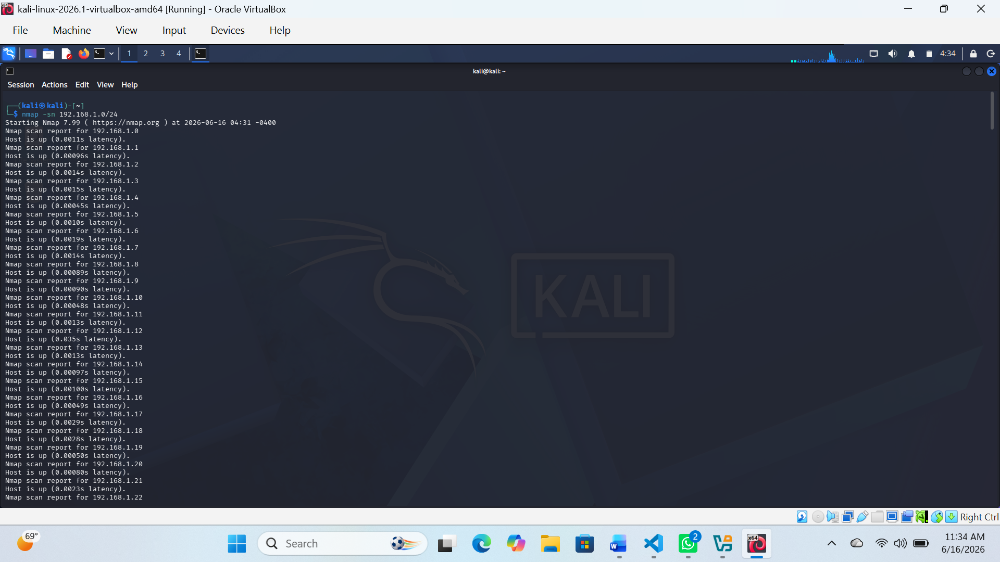 kali-linux-2026.1-virtualbox-amd64 [Running] - Oracle VirtualBox
File Machine View Input Devices Help
1 2 3 4 4:34
kali@kali: ~
Session Actions Edit View Help
┌──(kali㉿kali)-[~]
└─$ nmap -sn 192.168.1.0/24
Starting Nmap 7.99 ( https://nmap.org ) at 2026-06-16 04:31 -0400
Nmap scan report for 192.168.1.0
Host is up (0.0011s latency).
Nmap scan report for 192.168.1.1
Host is up (0.00096s latency).
Nmap scan report for 192.168.1.2
Host is up (0.0014s latency).
Nmap scan report for 192.168.1.3
Host is up (0.0015s latency).
Nmap scan report for 192.168.1.4
Host is up (0.00045s latency).
Nmap scan report for 192.168.1.5
Host is up (0.0010s latency).
Nmap scan report for 192.168.1.6
Host is up (0.0019s latency).
Nmap scan report for 192.168.1.7
Host is up (0.0014s latency).
Nmap scan report for 192.168.1.8
Host is up (0.00089s latency).
Nmap scan report for 192.168.1.9
Host is up (0.00090s latency).
Nmap scan report for 192.168.1.10
Host is up (0.00048s latency).
Nmap scan report for 192.168.1.11
Host is up (0.0013s latency).
Nmap scan report for 192.168.1.12
Host is up (0.035s latency).
Nmap scan report for 192.168.1.13
Host is up (0.0013s latency).
Nmap scan report for 192.168.1.14
Host is up (0.00097s latency).
Nmap scan report for 192.168.1.15
Host is up (0.00100s latency).
Nmap scan report for 192.168.1.16
Host is up (0.00049s latency).
Nmap scan report for 192.168.1.17
Host is up (0.0029s latency).
Nmap scan report for 192.168.1.18
Host is up (0.0028s latency).
Nmap scan report for 192.168.1.19
Host is up (0.00050s latency).
Nmap scan report for 192.168.1.20
Host is up (0.00080s latency).
Nmap scan report for 192.168.1.21
Host is up (0.0023s latency).
Nmap scan report for 192.168.1.22
KALI
Right Ctrl
69°
Search
2
x64
11:34 AM
6/16/2026